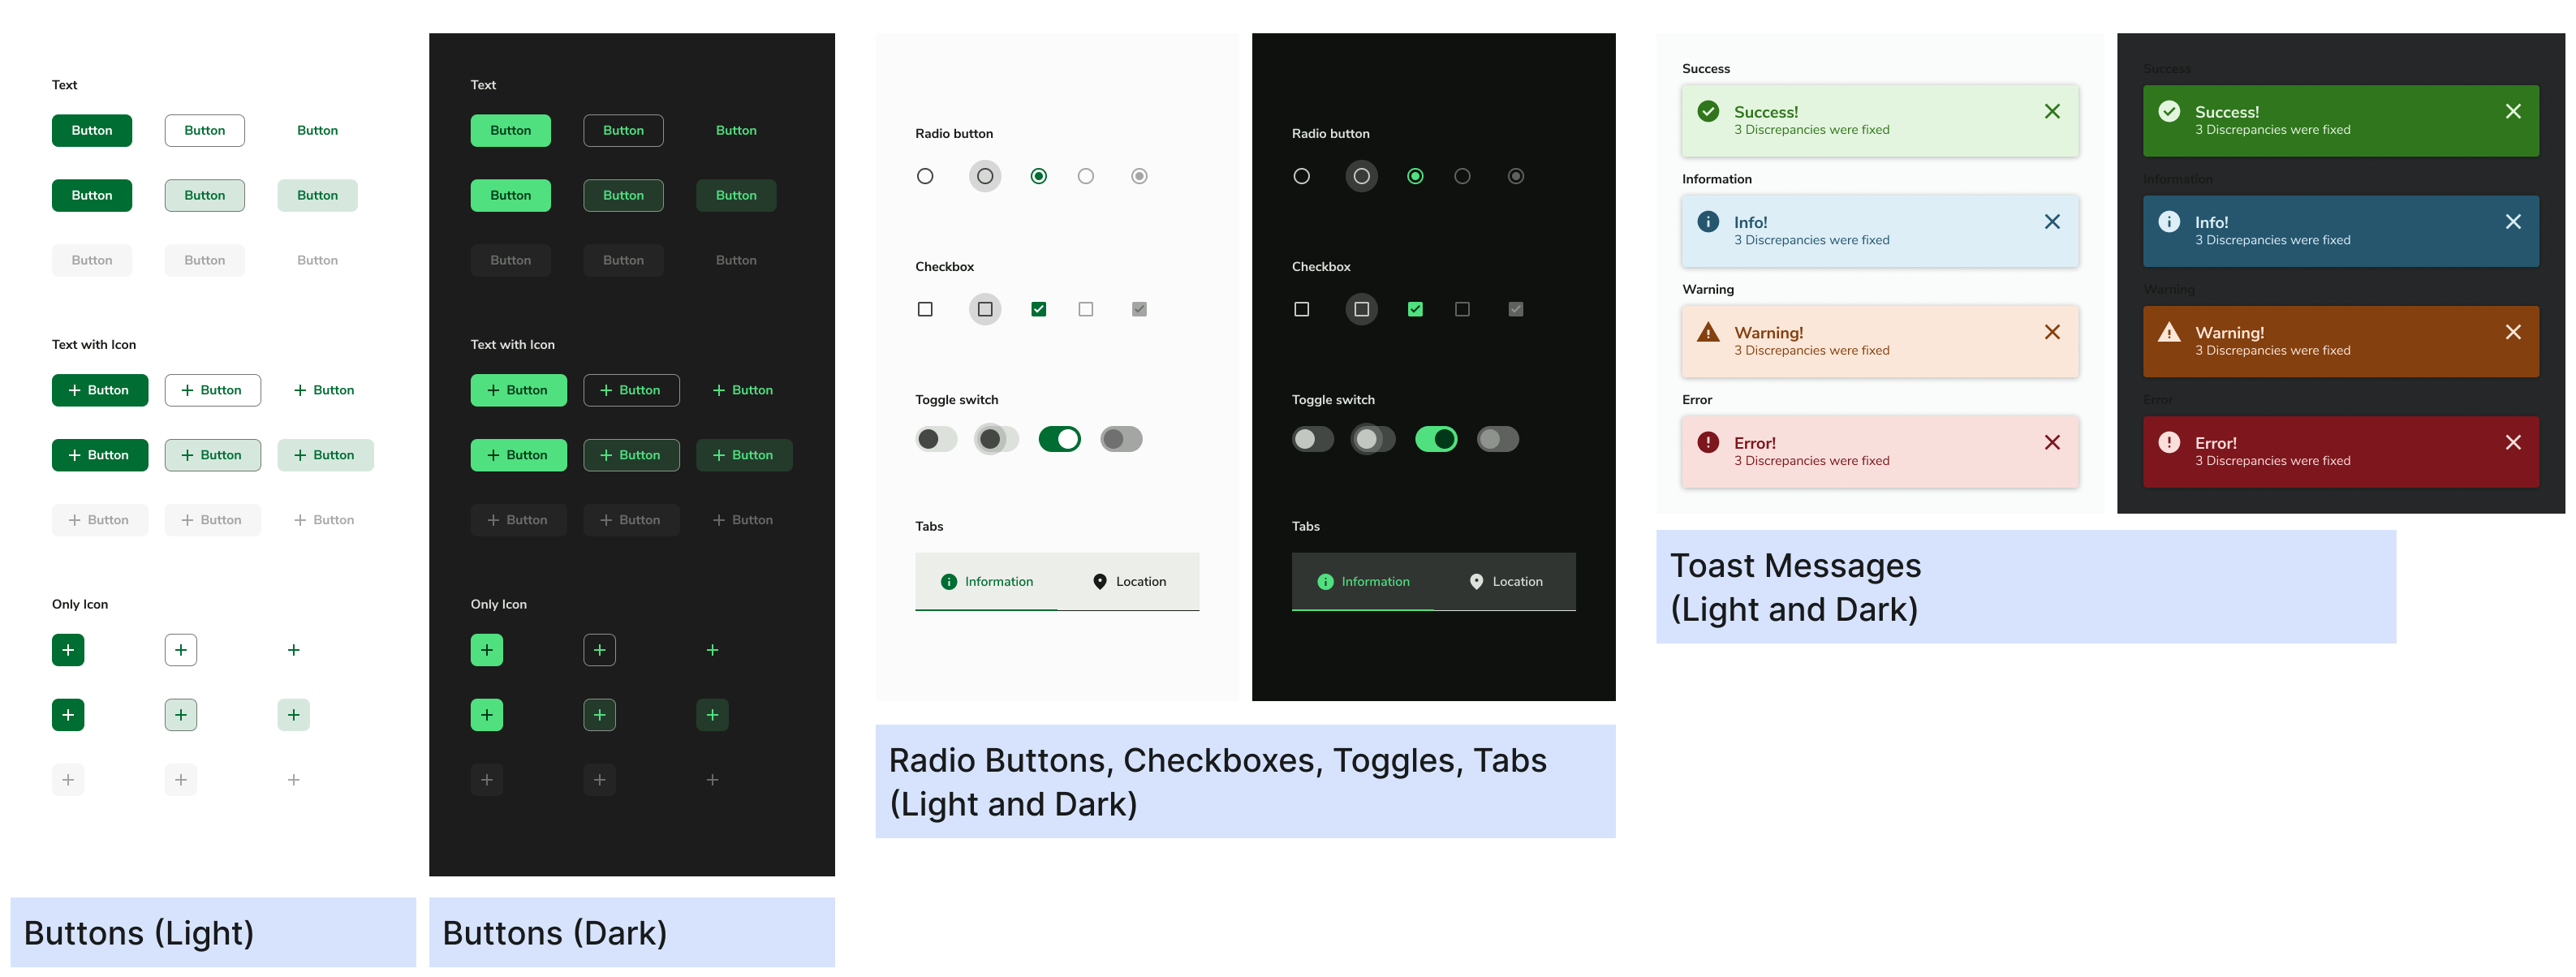 Text
Button Button Button
Button Button Button
Button Button Button
Text with Icon
Button Button Button
Button Button Button
Button Button Button
Only Icon
Buttons (Light)
Text
Button Button Button
Button Button Button
Button Button Button
Text with Icon
Button Button Button
Button Button Button
Button Button Button
Only Icon
Buttons (Dark)
Radio button
Checkbox
Toggle switch
Tabs
Information Location
Radio button
Checkbox
Toggle switch
Tabs
Information Location
Radio Buttons, Checkboxes, Toggles, Tabs
(Light and Dark)
Success
Success!
3 Discrepancies were fixed
Information
Info!
3 Discrepancies were fixed
Warning
Warning!
3 Discrepancies were fixed
Error
Error!
3 Discrepancies were fixed
Success
Success!
3 Discrepancies were fixed
Information
Info!
3 Discrepancies were fixed
Warning
Warning!
3 Discrepancies were fixed
Error
Error!
3 Discrepancies were fixed
Toast Messages
(Light and Dark)